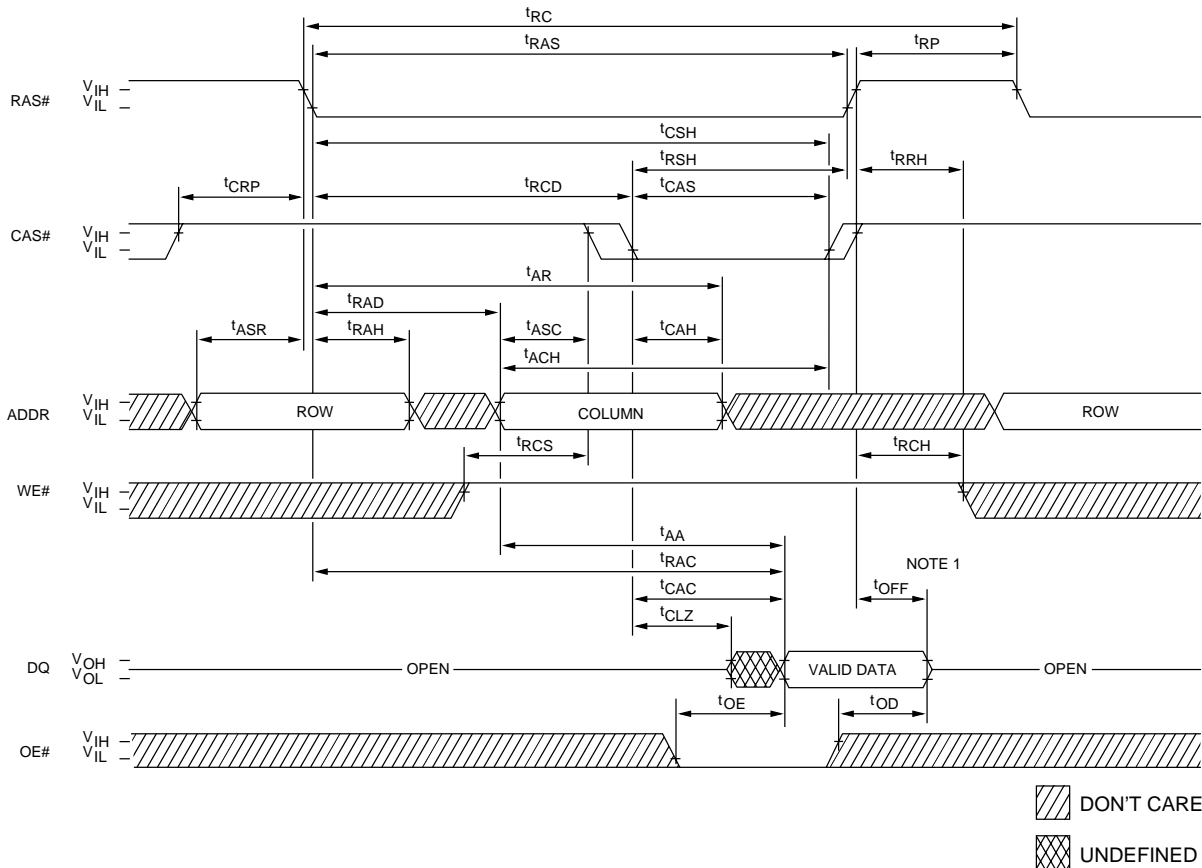 tRC
tRAS
tRP
RAS#
VIH
VIL
tCSH
tRSH
tRRH
tCRP
tRCD
tCAS
CAS#
VIH
VIL
tAR
tRAD
tASR
tRAH
tASC
tCAH
tACH
ADDR
VIH
VIL
ROW
COLUMN
ROW
tRCS
tRCH
WE#
VIH
VIL
tAA
tRAC
NOTE 1
tCAC
tOFF
tCLZ
DQ
VOH
VOL
OPEN
VALID DATA
OPEN
tOE
tOD
OE#
VIH
VIL
DON'T CARE
UNDEFINED